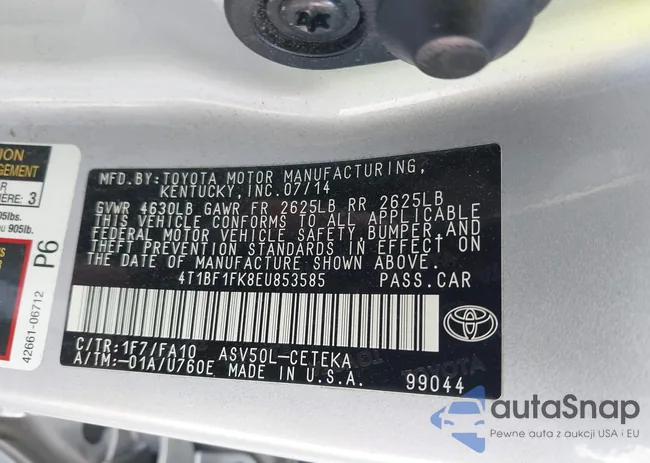 MFD.BY:TOYOTA MOTOR MANUFACTURING,
KENTUCKY, INC.07/14
GVWR 4630LB GAWR FR 2625LB RR 2625LB
THIS VEHICLE CONFORMS TO ALL APPLICABLE
FEDERAL MOTOR VEHICLE SAFETY, BUMPER, AND
THEFT PREVENTION STANDARDS IN EFFECT ON
THE DATE OF MANUFACTURE SHOWN ABOVE.
4T1BF1FK8EU853585 PASS.CAR
C/TR:1F7/FA10 ASV50L-CETEKA
A/TM:-01A/U760E MADE IN U.S.A.
99044
3
905lbs.
P6
42661-06712
autaSnap
Pewne auta z aukcji USA i EU